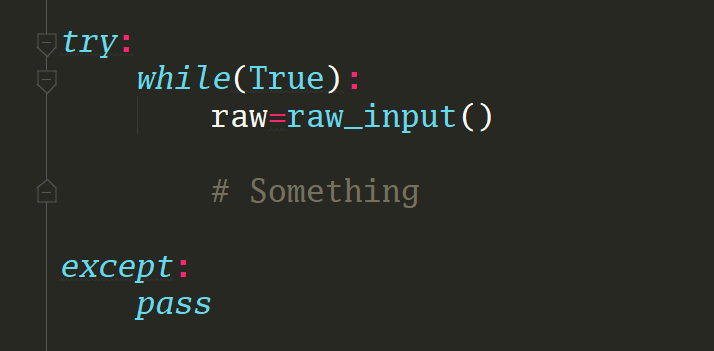 try:
    while(True):
        raw=raw_input()
        # Something
except:
    pass